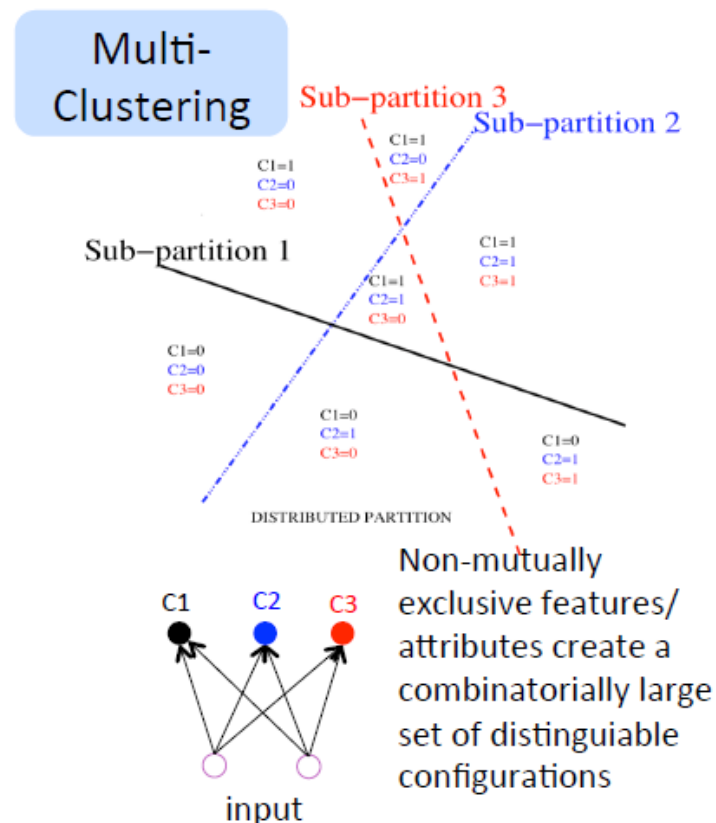 Multi-
Clustering
Sub-partition 3
Sub-partition 2
C1=1
C2=0
C3=1
C1=1
C2=0
C3=0
Sub-partition 1
C1=1
C2=1
C3=1
C1=1
C2=1
C3=0
C1=0
C2=0
C3=0
C1=0
C2=1
C3=0
C1=0
C2=1
C3=1
DISTRIBUTED PARTITION
C1
C2
C3
input
Non-mutually
exclusive features/
attributes create a
combinatorially large
set of distinguiable
configurations